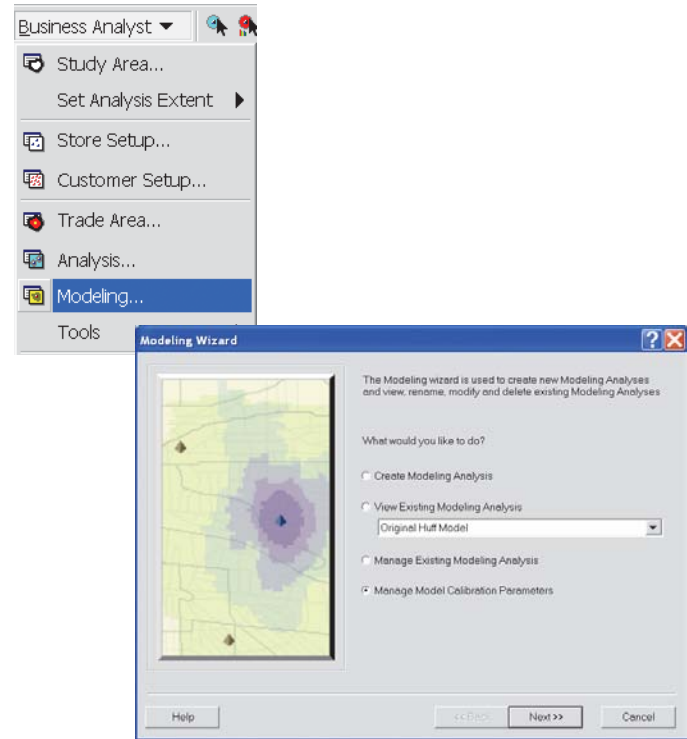 Business Analyst
Study Area...
Set Analysis Extent
Store Setup...
Customer Setup...
Trade Area...
Analysis...
Modeling...
Tools
Modeling Wizard
The Modeling wizard is used to create new Modeling Analyses
and view, rename, modify and delete existing Modeling Analyses
What would you like to do?
Create Modeling Analysis
View Existing Modeling Analysis
Original Huff Model
Manage Existing Modeling Analysis
Manage Model Calibration Parameters
Help
<< Back
Next >>
Cancel